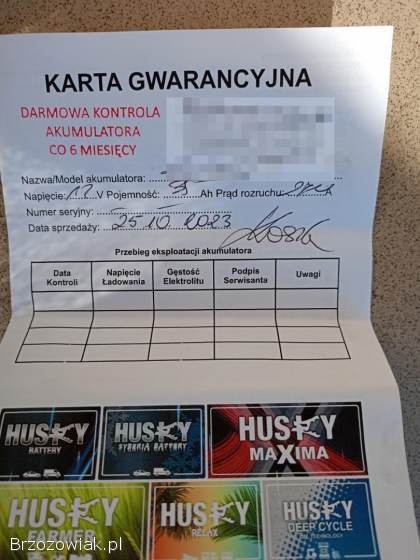 KARTA GWARANCYJNA
DARMOWA KONTROLA
AKUMULATORA
CO 6 MIESIĘCY
Nazwa/Model akumulatora:
Napięcie: 12 V Pojemność: Ah Prąd rozruchu: A
Numer seryjny:
Data sprzedaży: 25.10.2023
Przebieg eksploatacji akumulatora
Data Kontroli Napięcie Ładowania Gęstość Elektrolitu Podpis Serwisanta Uwagi
HUSKY HUSKY HUSKY
BATTERY SYBERIA BATTERY MAXIMA
HUSKY HUSKY HUSKY
FARMER RELAX DEEP CYCLE
TECHNOLOGY
Brzozowiak.pl